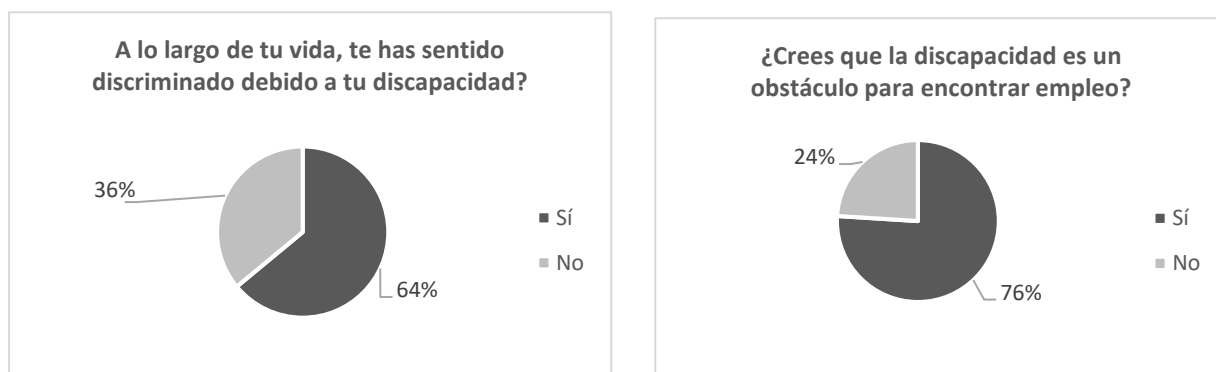 A lo largo de tu vida, te has sentido
discriminado debido a tu discapacidad?
36%
64%
Sí
No
¿Crees que la discapacidad es un
obstáculo para encontrar empleo?
24%
76%
Sí
No